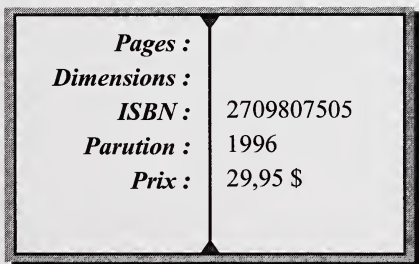 Pages :
Dimensions :
ISBN : 2709807505
Parution : 1996
Prix : 29,95 $